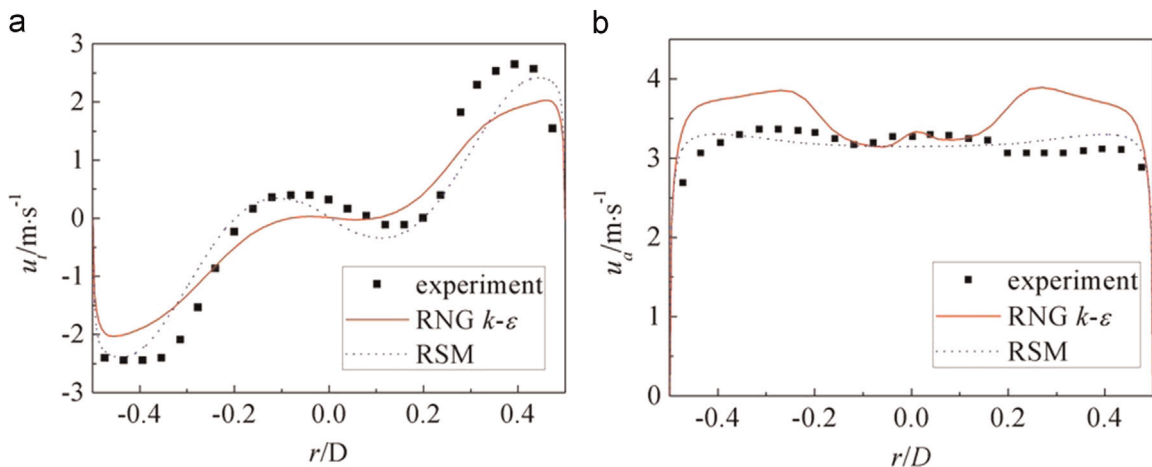 a
3
2
1
0
-1
-2
-3
u_t/m·s⁻¹
-0.4
-0.2
0.0
0.2
0.4
r/D
experiment
RNG k-ε
RSM
b
4
3
2
1
0
u_a/m·s⁻¹
-0.4
-0.2
0.0
0.2
0.4
r/D
experiment
RNG k-ε
RSM